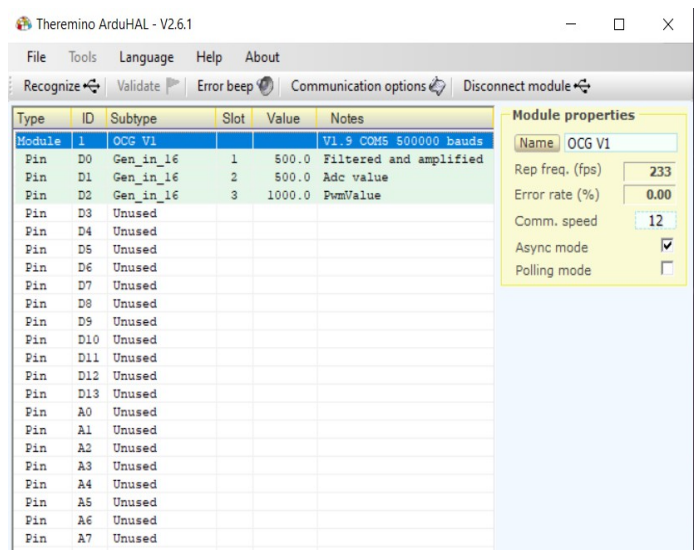 Theremino ArduHAL - V2.6.1
File Tools Language Help About
Recognize Validate Error beep Communication options Disconnect module
Type ID Subtype Slot Value Notes
Module 1 OCG V1 V1.9 COM5 500000 bauds
Pin D0 Gen_in_16 1 500.0 Filtered and amplified
Pin D1 Gen_in_16 2 500.0 Adc value
Pin D2 Gen_in_16 3 1000.0 PwmValue
Pin D3 Unused
Pin D4 Unused
Pin D5 Unused
Pin D6 Unused
Pin D7 Unused
Pin D8 Unused
Pin D9 Unused
Pin D10 Unused
Pin D11 Unused
Pin D12 Unused
Pin D13 Unused
Pin A0 Unused
Pin A1 Unused
Pin A2 Unused
Pin A3 Unused
Pin A4 Unused
Pin A5 Unused
Pin A6 Unused
Pin A7 Unused
Module properties
Name OCG V1
Rep freq. (fps) 233
Error rate (%) 0.00
Comm. speed 12
Async mode
Polling mode